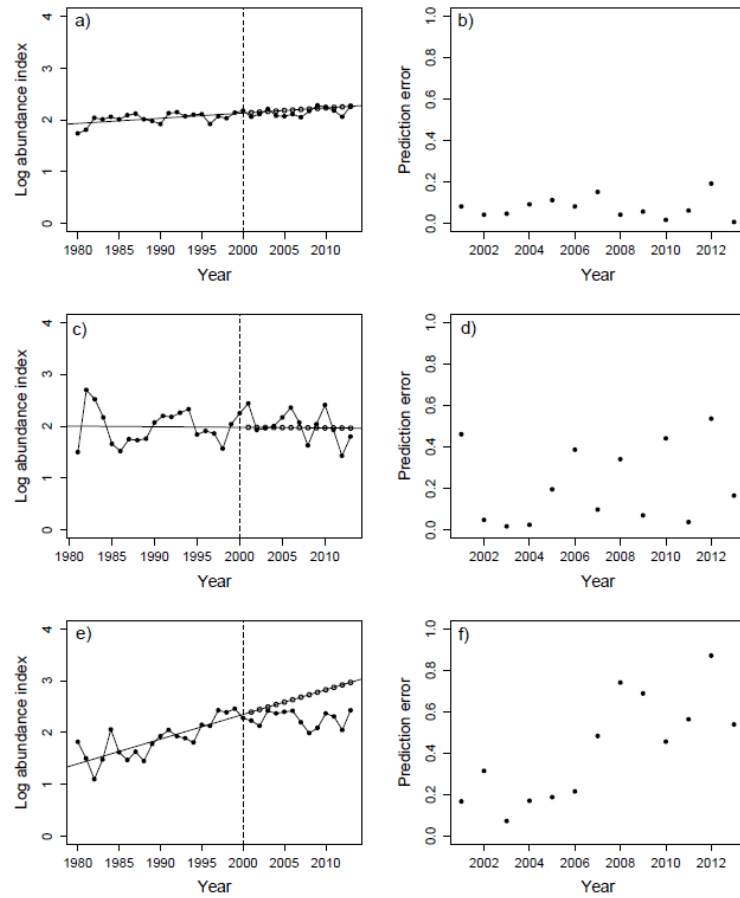 a)
Log abundance index
0 1 2 3 4
1980 1985 1990 1995 2000 2005 2010
Year
b)
Prediction error
0.0 0.2 0.4 0.6 0.8 1.0
2002 2004 2006 2008 2010 2012
Year
c)
Log abundance index
0 1 2 3 4
1980 1985 1990 1995 2000 2005 2010
Year
d)
Prediction error
0.0 0.2 0.4 0.6 0.8 1.0
2002 2004 2006 2008 2010 2012
Year
e)
Log abundance index
0 1 2 3 4
1980 1985 1990 1995 2000 2005 2010
Year
f)
Prediction error
0.0 0.2 0.4 0.6 0.8 1.0
2002 2004 2006 2008 2010 2012
Year